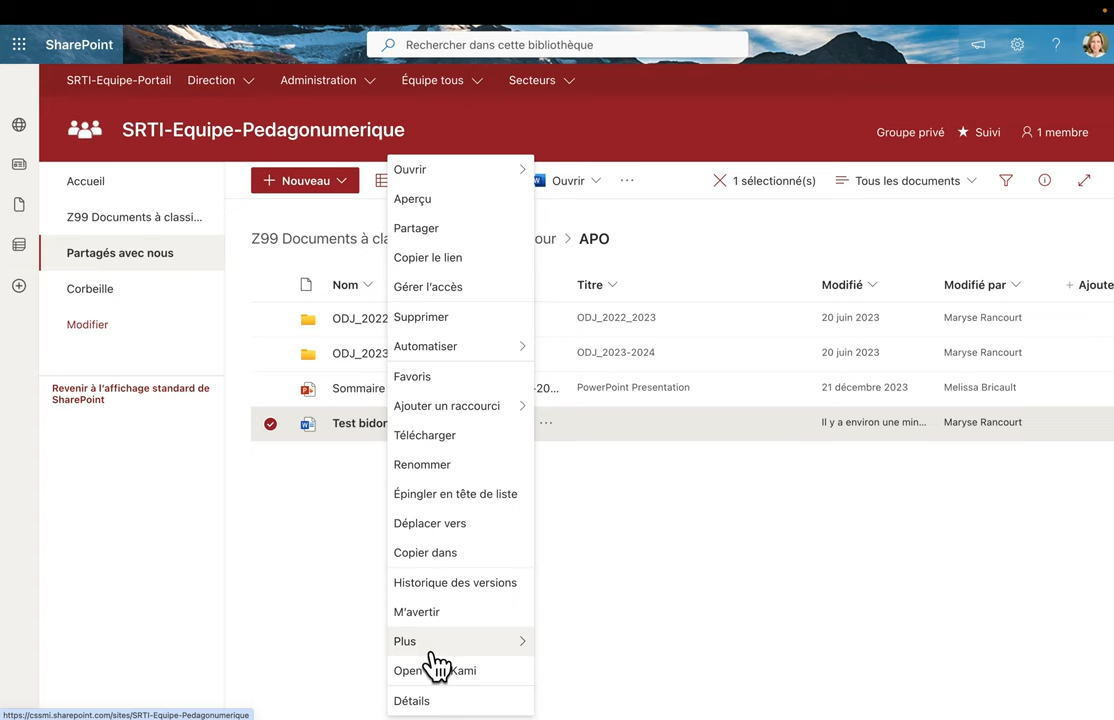 SharePoint
Rechercher dans cette bibliothèque
SRTI-Equipe-Portail Direction Administration Équipe tous Secteurs
SRTI-Equipe-Pedagonumerique
Groupe privé Suivi 1 membre
Accueil
Z99 Documents à classi...
Partagés avec nous
Corbeille
Modifier
Revenir à l'affichage standard de
SharePoint
Nouveau Ouvrir ... 1 sélectionné(s) Tous les documents
Z99 Documents à cla our > APO
Nom Titre Modifié Modifié par + Ajoute
ODJ_2022 ODJ_2022_2023 20 juin 2023 Maryse Rancourt
ODJ_2023 ODJ_2023-2024 20 juin 2023 Maryse Rancourt
Sommaire -20... PowerPoint Presentation 21 décembre 2023 Melissa Bricault
Test bidon ... Il y a environ une min... Maryse Rancourt
Ouvrir
Aperçu
Partager
Copier le lien
Gérer l'accès
Supprimer
Automatiser
Favoris
Ajouter un raccourci
Télécharger
Renommer
Épingler en tête de liste
Déplacer vers
Copier dans
Historique des versions
M'avertir
Plus
Open Kami
Détails
https://cssmi.sharepoint.com/sites/SRTI-Equipe-Pedagonumerique